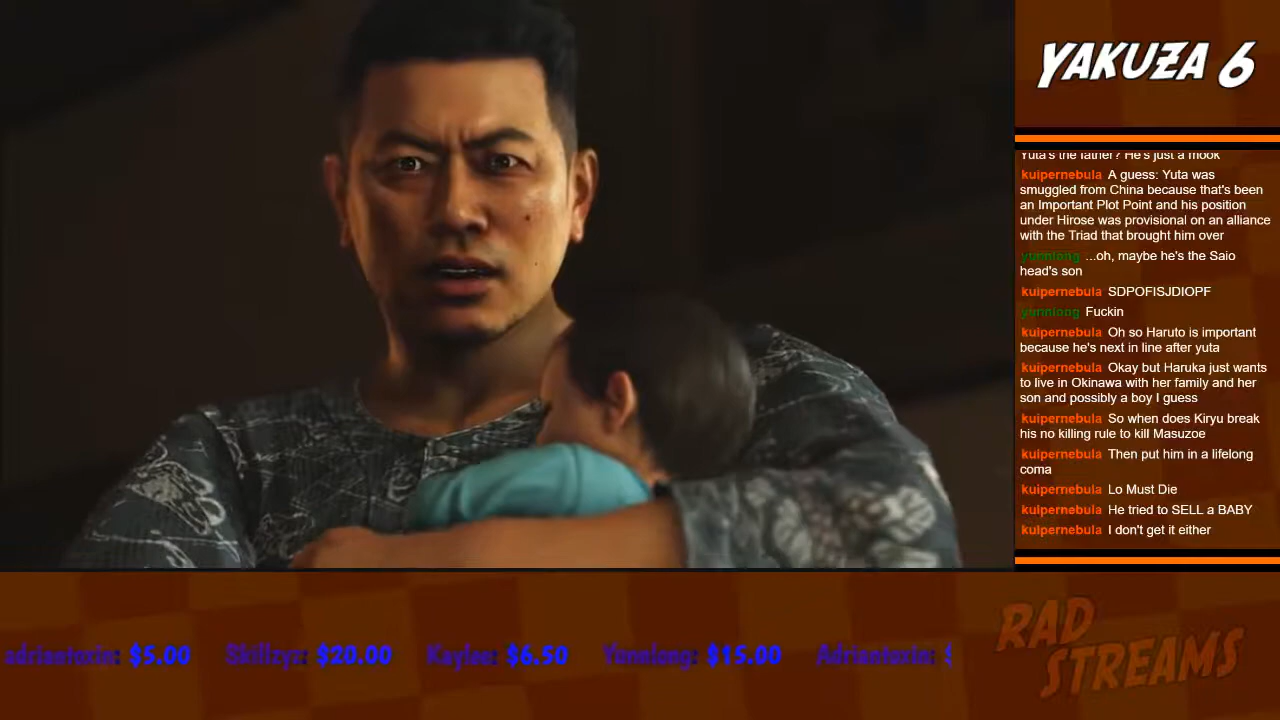 YAKUZA 6
Yuta's the father? He's just a mook
kuipernebula A guess: Yuta was
smuggled from China because that's been
an Important Plot Point and his position
under Hirose was provisional on an alliance
with the Triad that brought him over
yunnlong ...oh, maybe he's the Saio
head's son
kuipernebula SDPOFISJDIOPF
yunnlong Fuckin
kuipernebula Oh so Haruto is important
because he's next in line after yuta
kuipernebula Okay but Haruka just wants
to live in Okinawa with her family and her
son and possibly a boy I guess
kuipernebula So when does Kiryu break
his no killing rule to kill Masuzoe
kuipernebula Then put him in a lifelong
coma
kuipernebula Lo Must Die
kuipernebula He tried to SELL a BABY
kuipernebula I don't get it either
adriantoxin: $5.00 Skillzyz: $20.00 Kaylee: $6.50 $15.00 Adriantoxin: $
RAD
STREAMS